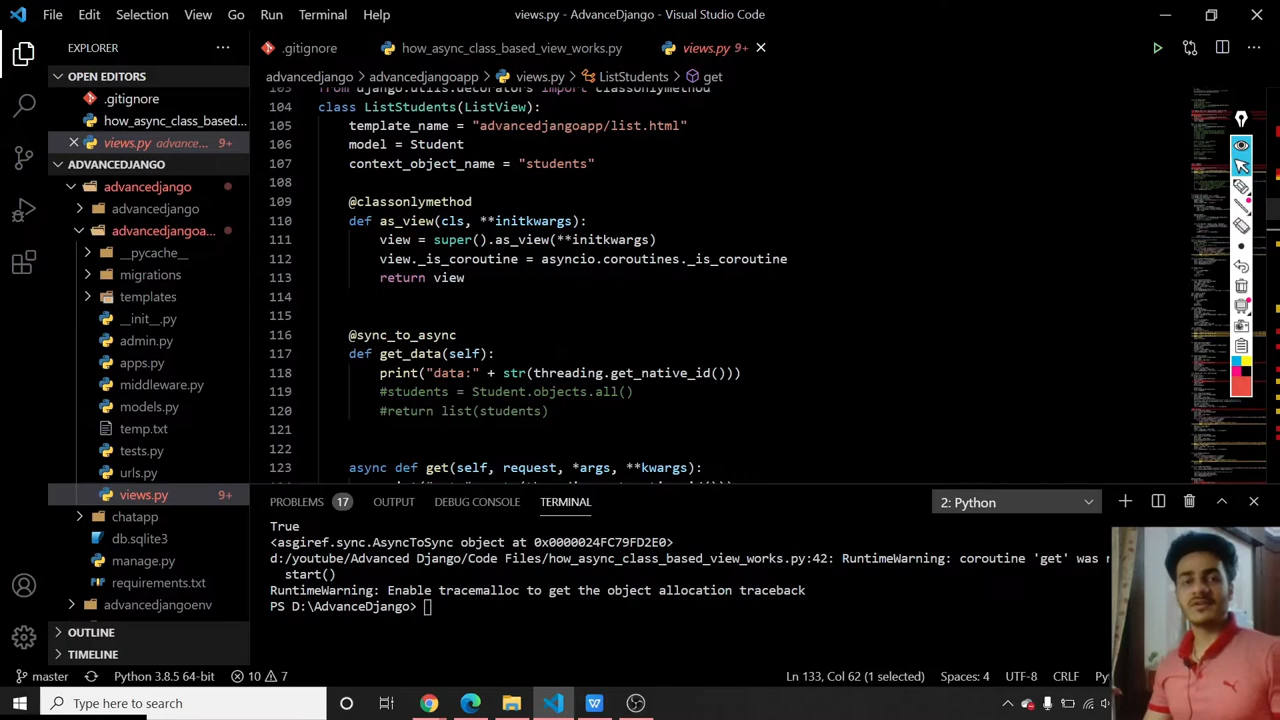 File Edit Selection View Go Run Terminal Help
views.py - AdvanceDjango - Visual Studio Code
EXPLORER
.gitignore
how_async_class_based_view_works.py
views.py 9+
OPEN EDITORS
.gitignore
how_async_class_based...
views.py advance... 9+
ADVANCEDJANGO
advancedjango
advancedjango
advancedjangoa...
__pycache__
migrations
templates
__init__.py
admin.py
apps.py
middleware.py
models.py
temp.txt
tests.py
urls.py
views.py 9+
chatapp
db.sqlite3
manage.py
requirements.txt
advancedjangoenv
OUTLINE
TIMELINE
advancedjango > advancedjangoapp > views.py > ListStudents > get
103 from django.utils.decorators import classonlymethod
104 class ListStudents(ListView):
105 template_name = "advancedjangoapp/list.html"
106 model = Student
107 context_object_name = "students"
108
109 @classonlymethod
110 def as_view(cls, **initkwargs):
111 view = super().as_view(**initkwargs)
112 view._is_coroutine = asyncio.coroutines._is_coroutine
113 return view
114
115
116 @sync_to_async
117 def get_data(self):
118 print("data:" + str(threading.get_native_id()))
119 #students = Student.objects.all()
120 #return list(students)
121
122
123 async def get(self, request, *args, **kwargs):
PROBLEMS 17 OUTPUT DEBUG CONSOLE TERMINAL
2: Python
True
<asgiref.sync.AsyncToSync object at 0x0000024FC79FD2E0>
d:/youtube/Advanced Django/Code Files/how_async_class_based_view_works.py:42: RuntimeWarning: coroutine 'get' was
start()
RuntimeWarning: Enable tracemalloc to get the object allocation traceback
PS D:\AdvanceDjango>
master Python 3.8.5 64-bit 10 7
Ln 133, Col 62 (1 selected) Spaces: 4 UTF-8 CRLF
Type here to search